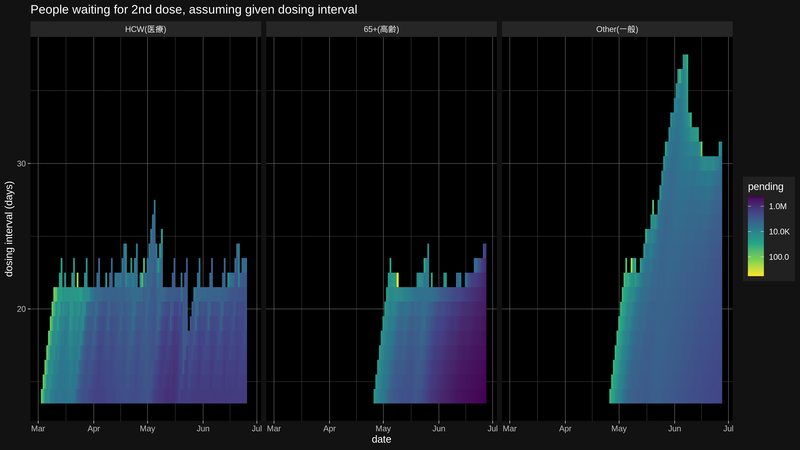 People waiting for 2nd dose, assuming given dosing interval
HCW(医療)
65+(高齢)
Other(一般)
dosing interval (days)
30
20
pending
1.0M
10.0K
100.0
Mar Apr May Jun Jul
Mar Apr May Jun Jul
Mar Apr May Jun Jul
date